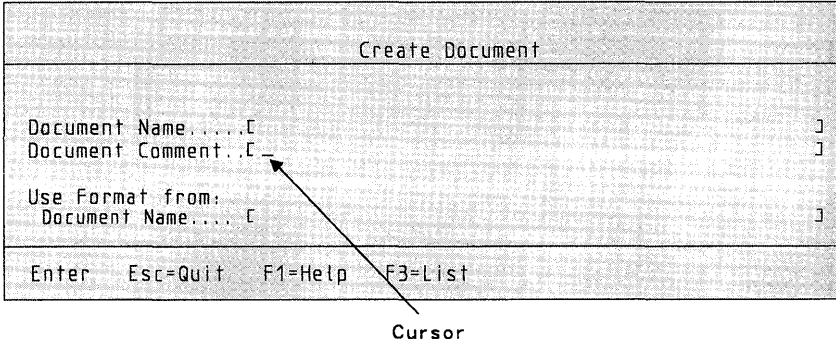 Create Document
Document Name.....[ ]
Document Comment..[ _ ]
Use Format from:
Document Name.... [ ]
Enter Esc=Quit F1=Help F3=List
Cursor